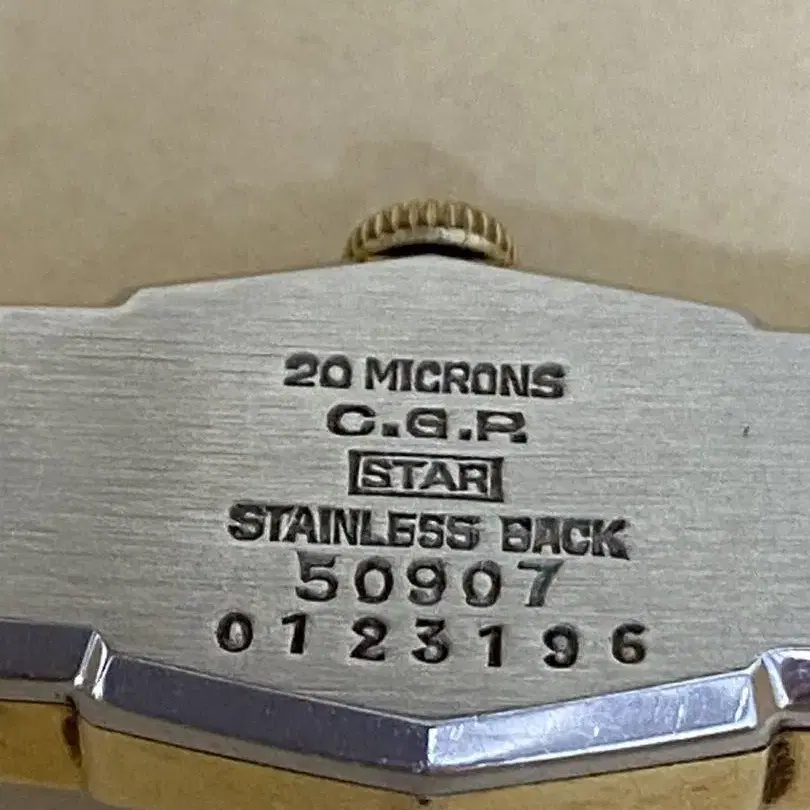 20 MICRONS
C.G.P.
STAR
STAINLESS BACK
50907
0123196